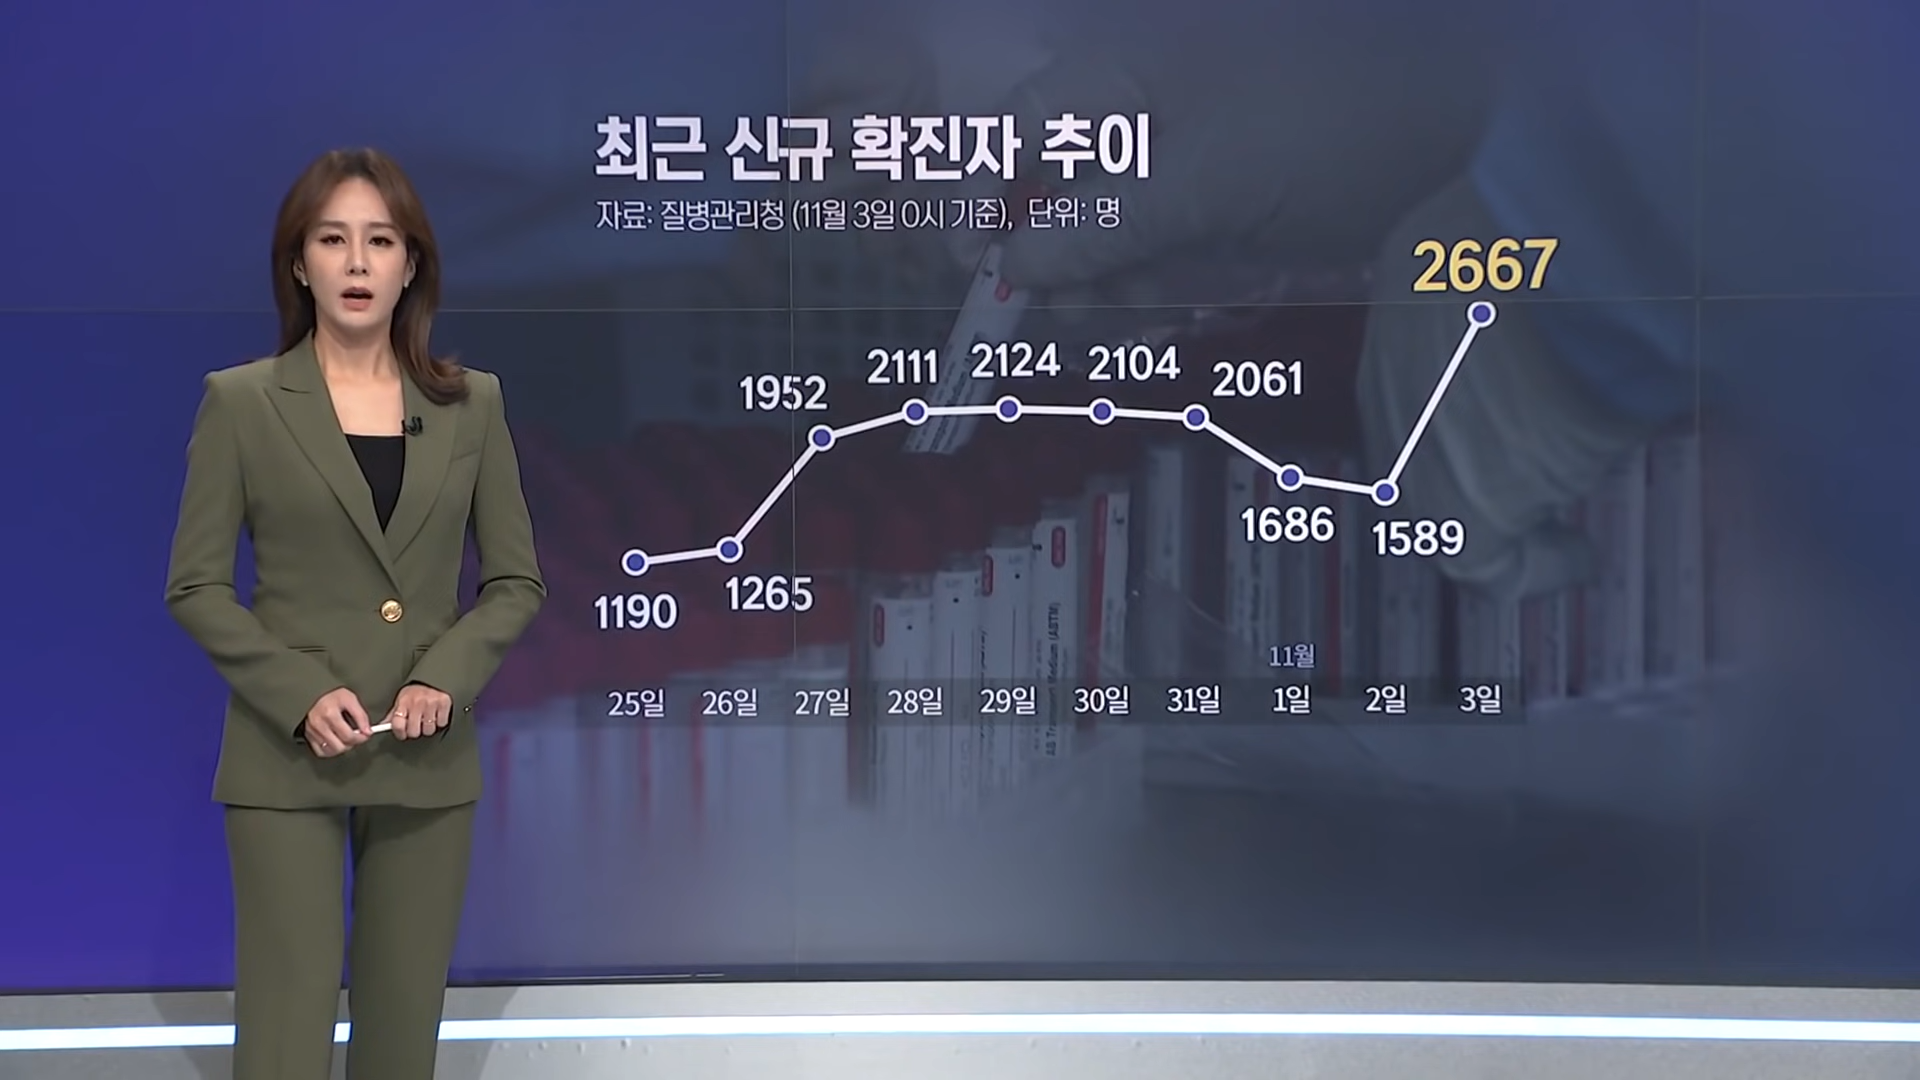 최근 신규 확진자 추이
자료: 질병관리청 (11월 3일 0시 기준), 단위: 명
2667
1952 2111 2124 2104 2061
1190 1265 1686 1589
11월
25일 26일 27일 28일 29일 30일 31일 1일 2일 3일